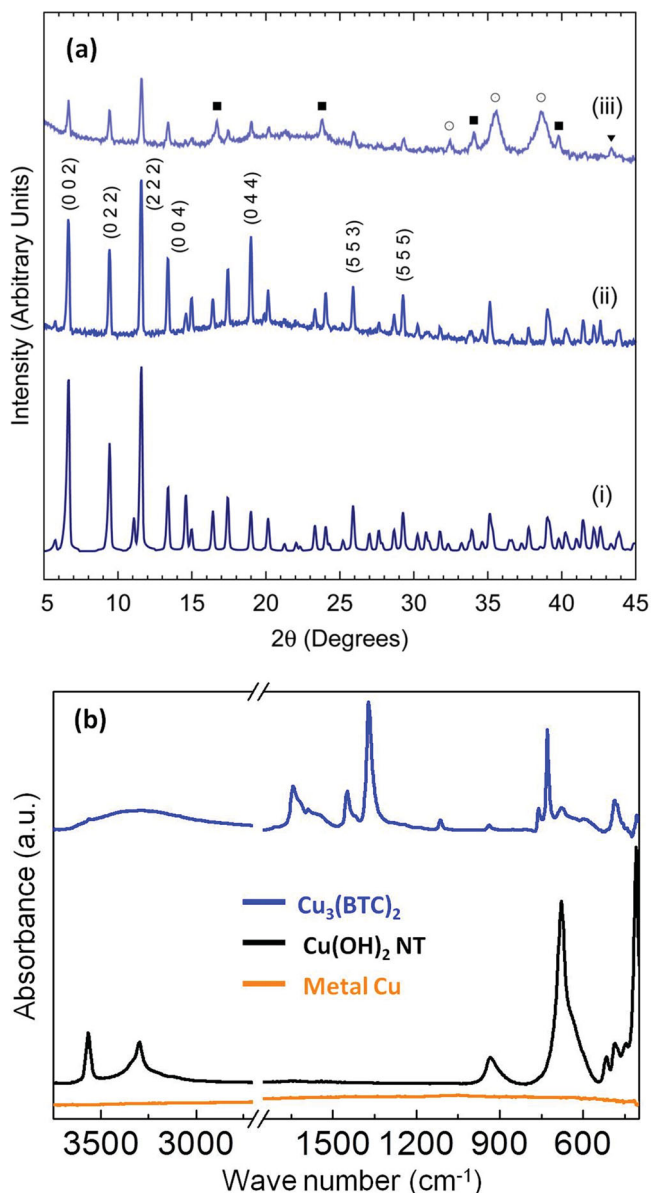 (a)
(iii)
(0 0 2)
(0 2 2)
(2 2 2)
(0 0 4)
(0 4 4)
(5 5 3)
(5 5 5)
(ii)
(i)
Intensity (Arbitrary Units)
5 10 15 20 25 30 35 40 45
2θ (Degrees)
(b)
Absorbance (a.u.)
Cu₃(BTC)₂
Cu(OH)₂ NT
Metal Cu
3500 3000 1500 1200 900 600
Wave number (cm⁻¹)